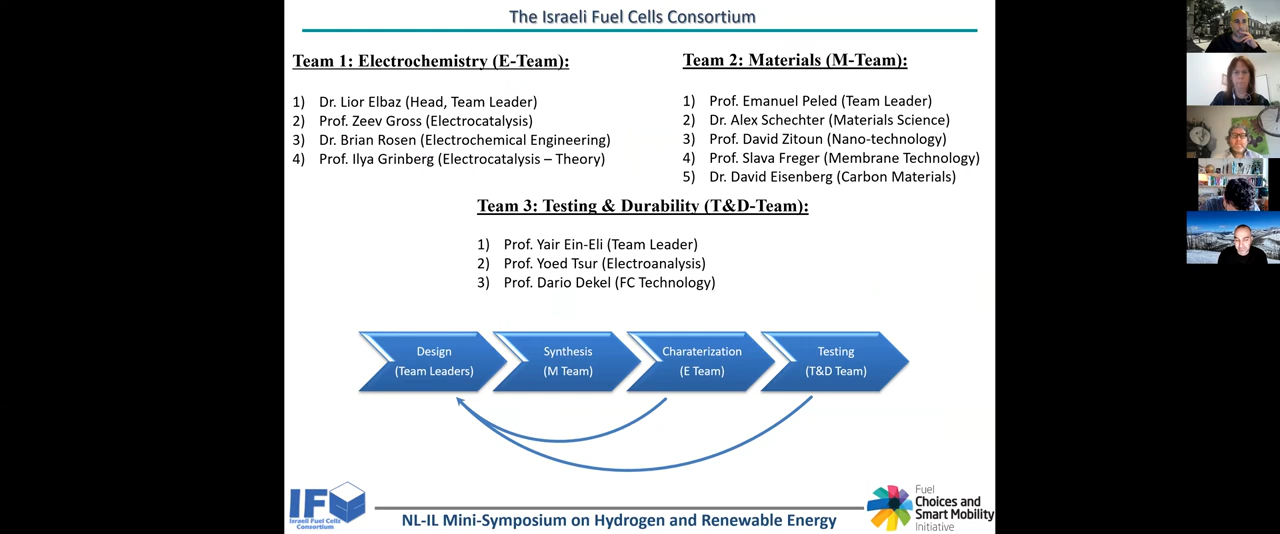 The Israeli Fuel Cells Consortium
Team 1: Electrochemistry (E-Team):
1) Dr. Lior Elbaz (Head, Team Leader)
2) Prof. Zeev Gross (Electrocatalysis)
3) Dr. Brian Rosen (Electrochemical Engineering)
4) Prof. Ilya Grinberg (Electrocatalysis – Theory)
Team 2: Materials (M-Team):
1) Prof. Emanuel Peled (Team Leader)
2) Dr. Alex Schechter (Materials Science)
3) Prof. David Zitoun (Nano-technology)
4) Prof. Slava Freger (Membrane Technology)
5) Dr. David Eisenberg (Carbon Materials)
Team 3: Testing & Durability (T&D-Team):
1) Prof. Yair Ein-Eli (Team Leader)
2) Prof. Yoed Tsur (Electroanalysis)
3) Prof. Dario Dekel (FC Technology)
Design
(Team Leaders)
Synthesis
(M Team)
Charaterization
(E Team)
Testing
(T&D Team)
IF
Israeli Fuel Cells
Consortium
NL-IL Mini-Symposium on Hydrogen and Renewable Energy
Fuel
Choices and
Smart Mobility
Initiative